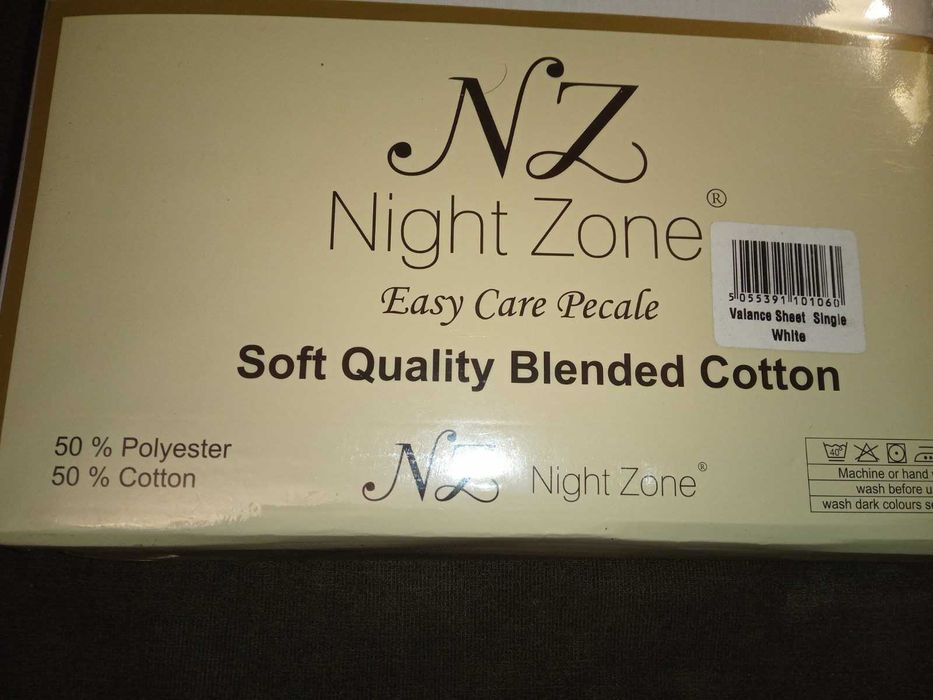 NZ
Night Zone®
5 055391 101060
Valance Sheet Single
White
Easy Care Pecale
Soft Quality Blended Cotton
50 % Polyester
50 % Cotton
NZ Night Zone®
40°
Machine or hand
wash before
wash dark colours